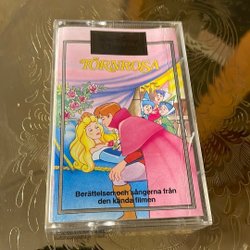 TÖRNROSA
Berättelsen och sångerna från
den kända filmen